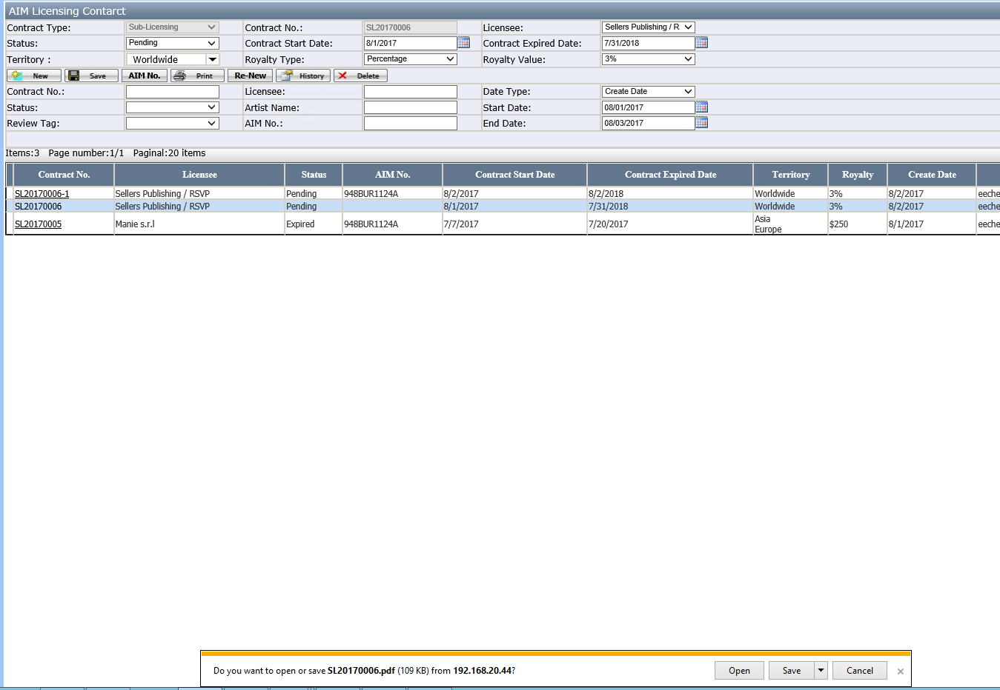 AIM Licensing Contarct
Contract Type: Sub-Licensing Contract No.: SL20170006 Licensee: Sellers Publishing / R
Status: Pending Contract Start Date: 8/1/2017 Contract Expired Date: 7/31/2018
Territory : Worldwide Royalty Type: Percentage Royalty Value: 3%
New Save AIM No. Print Re-New History Delete
Contract No.: Licensee: Date Type: Create Date
Status: Artist Name: Start Date: 08/01/2017
Review Tag: AIM No.: End Date: 08/03/2017
Items:3 Page number:1/1 Paginal:20 items
Contract No. Licensee Status AIM No. Contract Start Date Contract Expired Date Territory Royalty Create Date
SL20170006-1 Sellers Publishing / RSVP Pending 948BUR1124A 8/2/2017 8/2/2018 Worldwide 3% 8/2/2017 eeche
SL20170006 Sellers Publishing / RSVP Pending 8/1/2017 7/31/2018 Worldwide 3% 8/2/2017 eeche
SL20170005 Manie s.r.l Expired 948BUR1124A 7/7/2017 7/20/2017 Asia Europe $250 8/1/2017 eeche
Do you want to open or save SL20170006.pdf (109 KB) from 192.168.20.44? Open Save Cancel